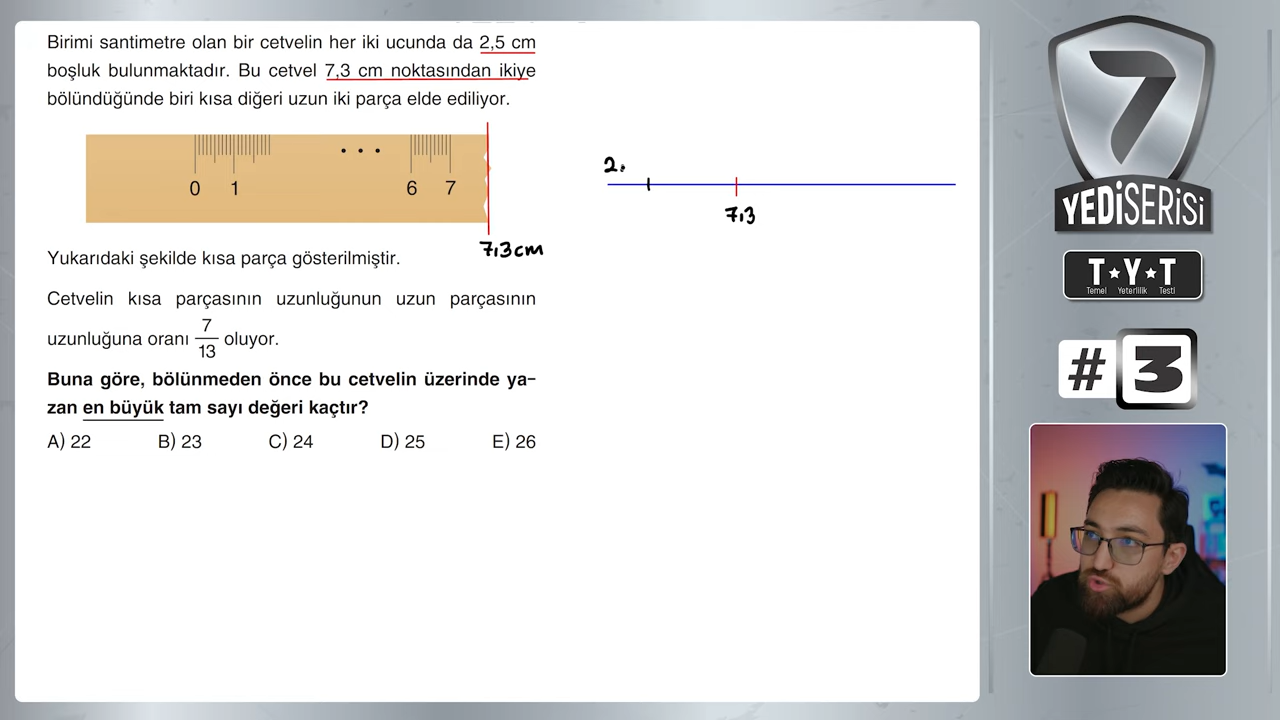 Birimi santimetre olan bir cetvelin her iki ucunda da 2,5 cm
boşluk bulunmaktadır. Bu cetvel 7,3 cm noktasından ikiye
bölündüğünde biri kısa diğeri uzun iki parça elde ediliyor.
0 1 6 7
7,3cm
2.
7,3
Yukarıdaki şekilde kısa parça gösterilmiştir.
Cetvelin kısa parçasının uzunluğunun uzun parçasının
uzunluğuna oranı 7/13 oluyor.
Buna göre, bölünmeden önce bu cetvelin üzerinde ya-
zan en büyük tam sayı değeri kaçtır?
A) 22 B) 23 C) 24 D) 25 E) 26
7
YEDİSERİSİ
T★Y★T
Temel Yeterlilik Testi
#3